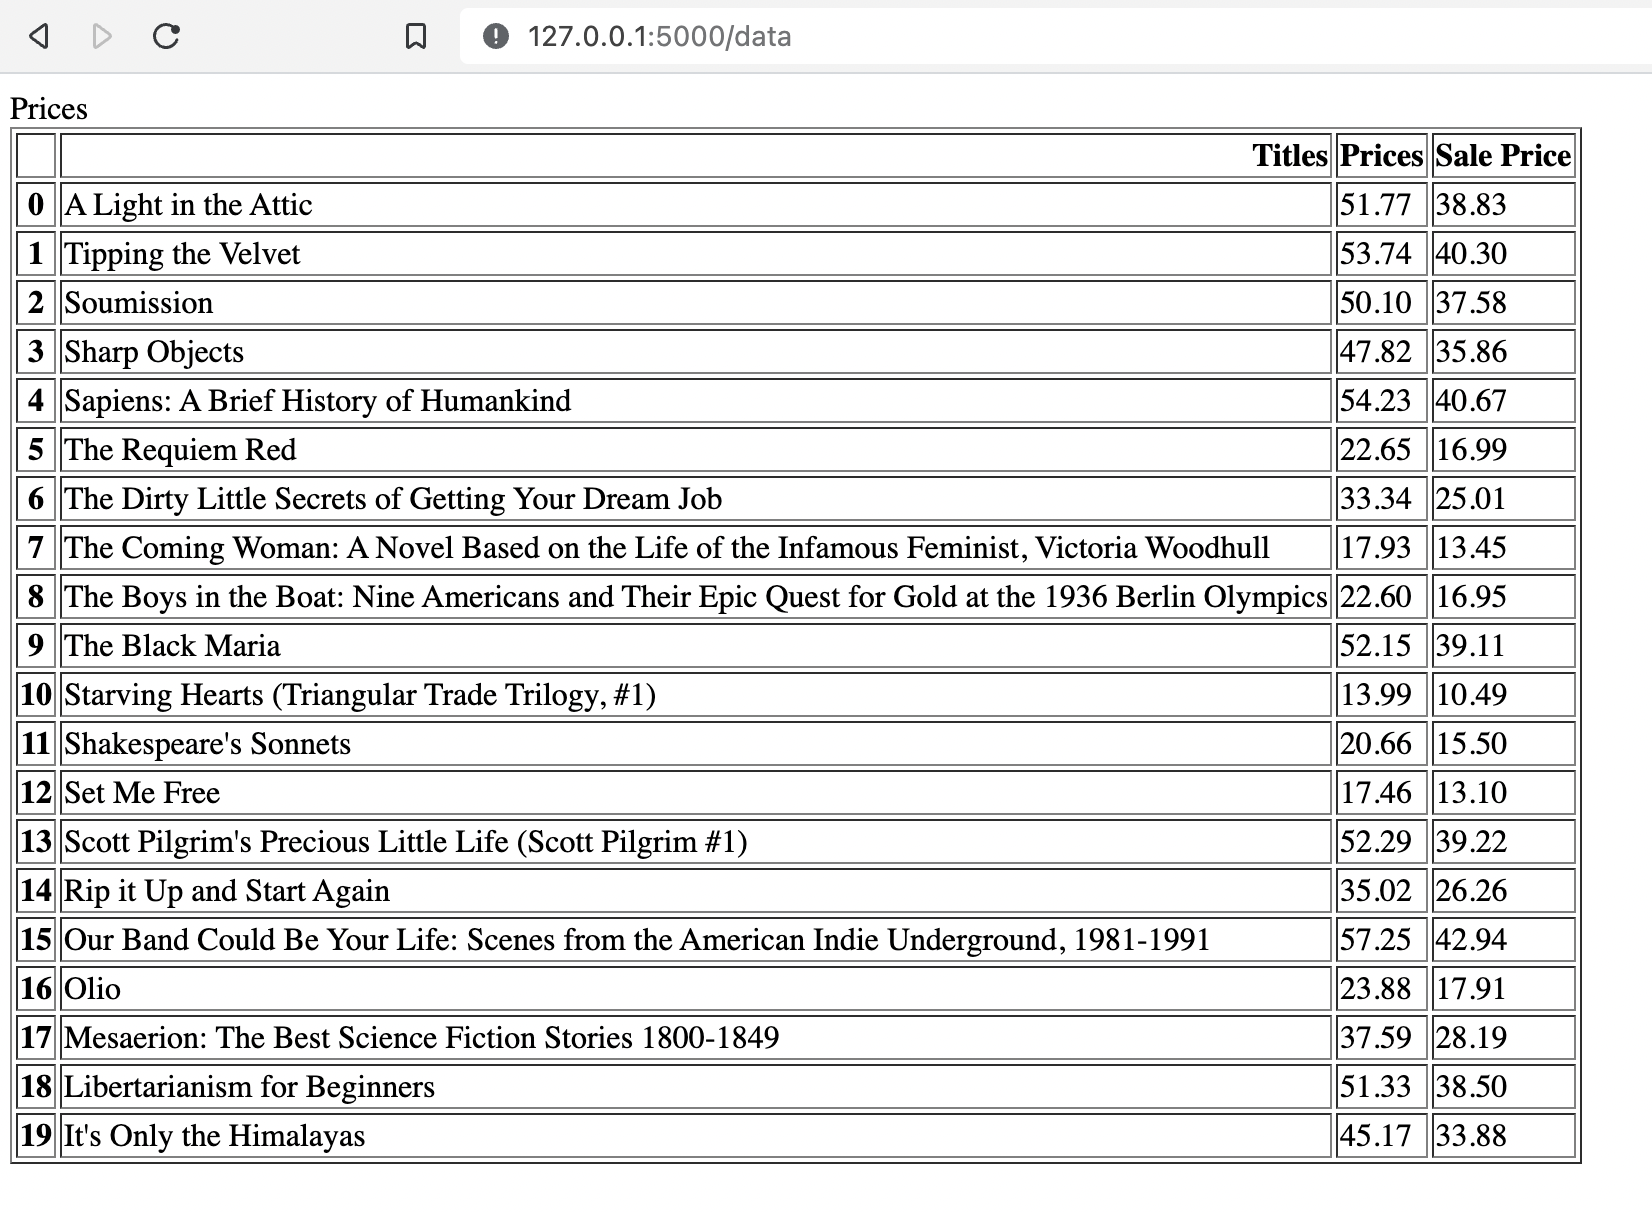 127.0.0.1:5000/data
Prices
Titles Prices Sale Price
0 A Light in the Attic 51.77 38.83
1 Tipping the Velvet 53.74 40.30
2 Soumission 50.10 37.58
3 Sharp Objects 47.82 35.86
4 Sapiens: A Brief History of Humankind 54.23 40.67
5 The Requiem Red 22.65 16.99
6 The Dirty Little Secrets of Getting Your Dream Job 33.34 25.01
7 The Coming Woman: A Novel Based on the Life of the Infamous Feminist, Victoria Woodhull 17.93 13.45
8 The Boys in the Boat: Nine Americans and Their Epic Quest for Gold at the 1936 Berlin Olympics 22.60 16.95
9 The Black Maria 52.15 39.11
10 Starving Hearts (Triangular Trade Trilogy, #1) 13.99 10.49
11 Shakespeare's Sonnets 20.66 15.50
12 Set Me Free 17.46 13.10
13 Scott Pilgrim's Precious Little Life (Scott Pilgrim #1) 52.29 39.22
14 Rip it Up and Start Again 35.02 26.26
15 Our Band Could Be Your Life: Scenes from the American Indie Underground, 1981-1991 57.25 42.94
16 Olio 23.88 17.91
17 Mesaerion: The Best Science Fiction Stories 1800-1849 37.59 28.19
18 Libertarianism for Beginners 51.33 38.50
19 It's Only the Himalayas 45.17 33.88